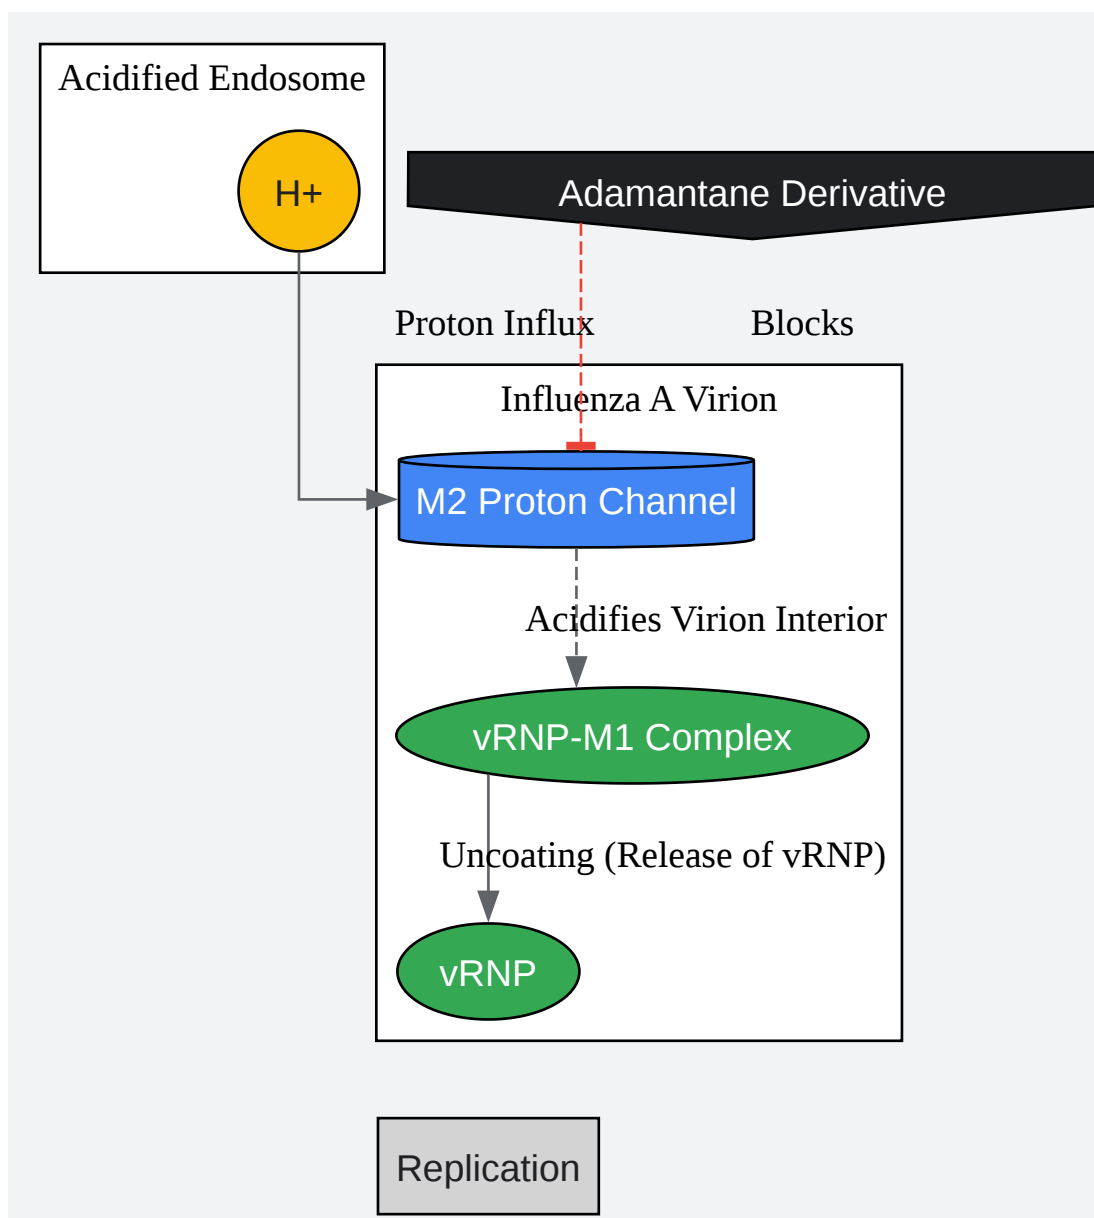 Acidified Endosome
H+
Adamantane Derivative
Proton Influx
Blocks
Influenza A Virion
M2 Proton Channel
Acidifies Virion Interior
vRNP-M1 Complex
Uncoating (Release of vRNP)
vRNP
Replication